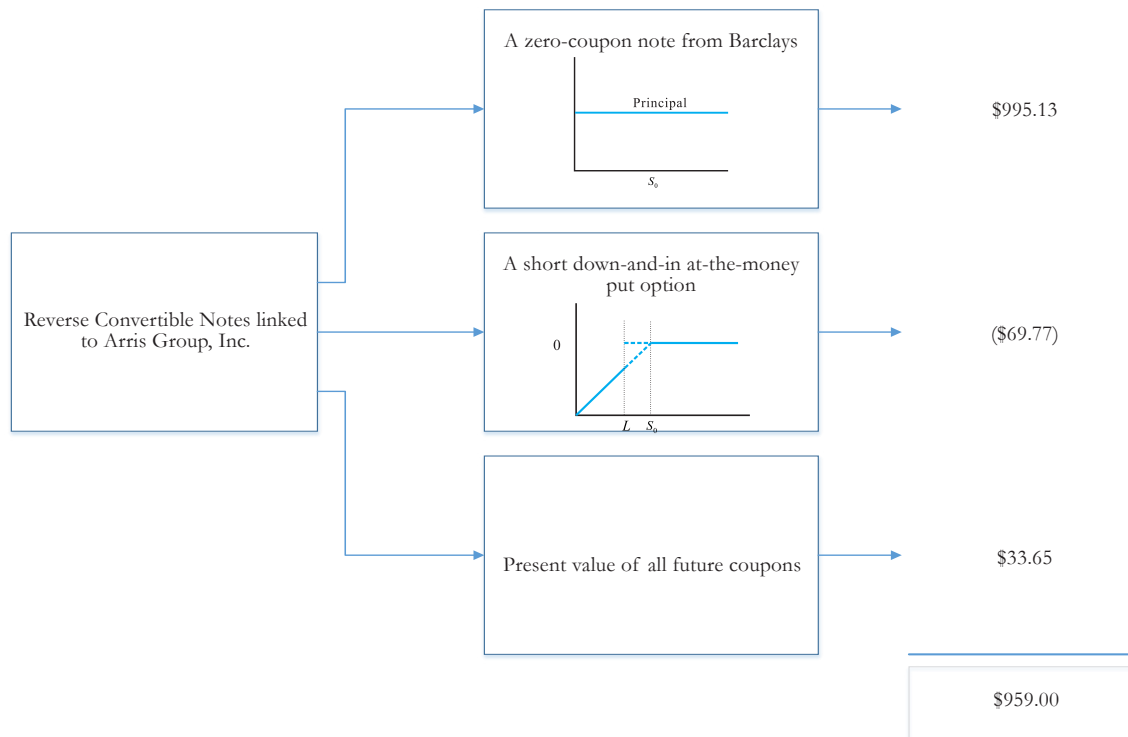 A zero-coupon note from Barclays
Principal
S₀
$995.13
Reverse Convertible Notes linked
to Arris Group, Inc.
A short down-and-in at-the-money
put option
0
L S₀
($69.77)
Present value of all future coupons
$33.65
$959.00